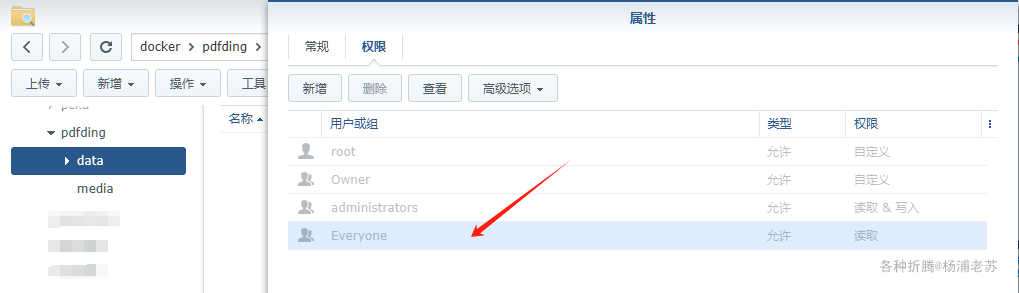 属性
docker › pdfding ›
常规 权限
上传 新增 操作 工具
新增 删除 查看 高级选项
pdfding
data
media
名称
用户或组 类型 权限
root 允许 自定义
Owner 允许 自定义
administrators 允许 读取 & 写入
Everyone 允许 读取
各种折腾@杨浦老苏